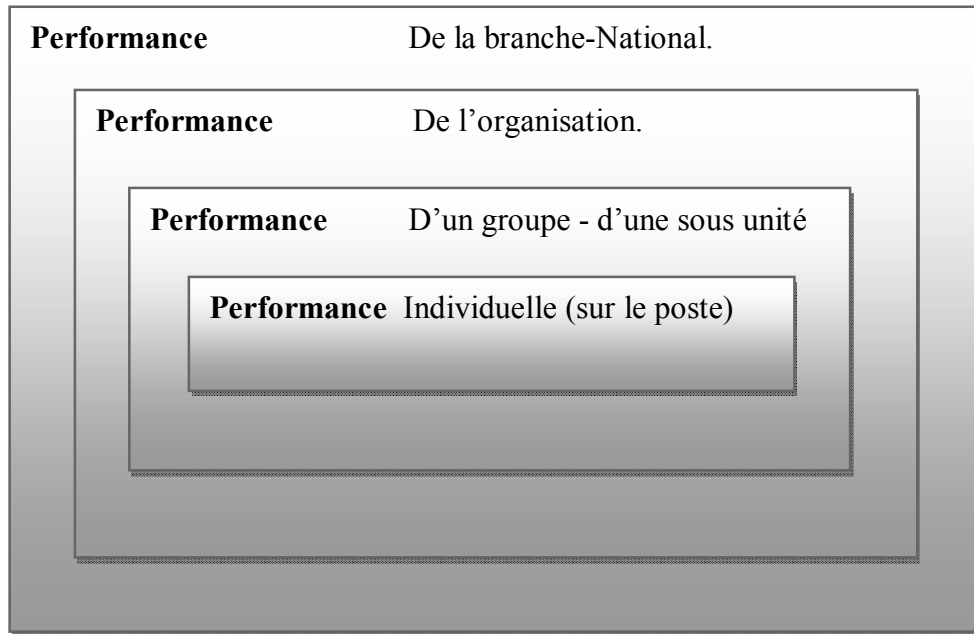 Performance De la branche-National.
Performance De l’organisation.
Performance D’un groupe - d’une sous unité
Performance Individuelle (sur le poste)